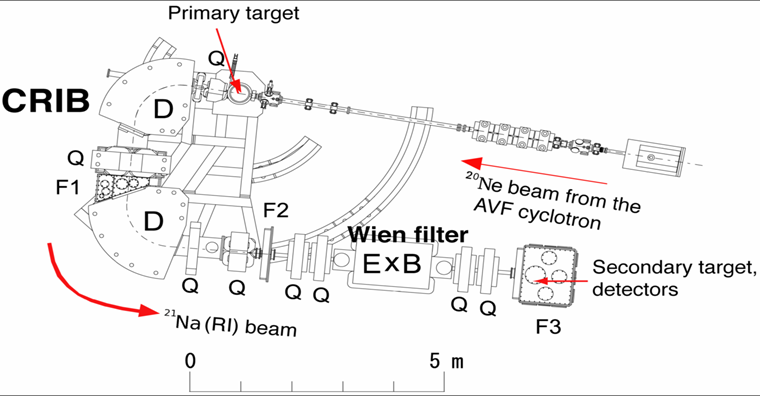 Primary target
Q
CRIB
D
Q
F1
²⁰Ne beam from the
AVF cyclotron
D
F2
Wien filter
E×B
Q
Q
Q
Q
Q
Q
Secondary target,
detectors
F3
²¹Na (RI) beam
0
5 m